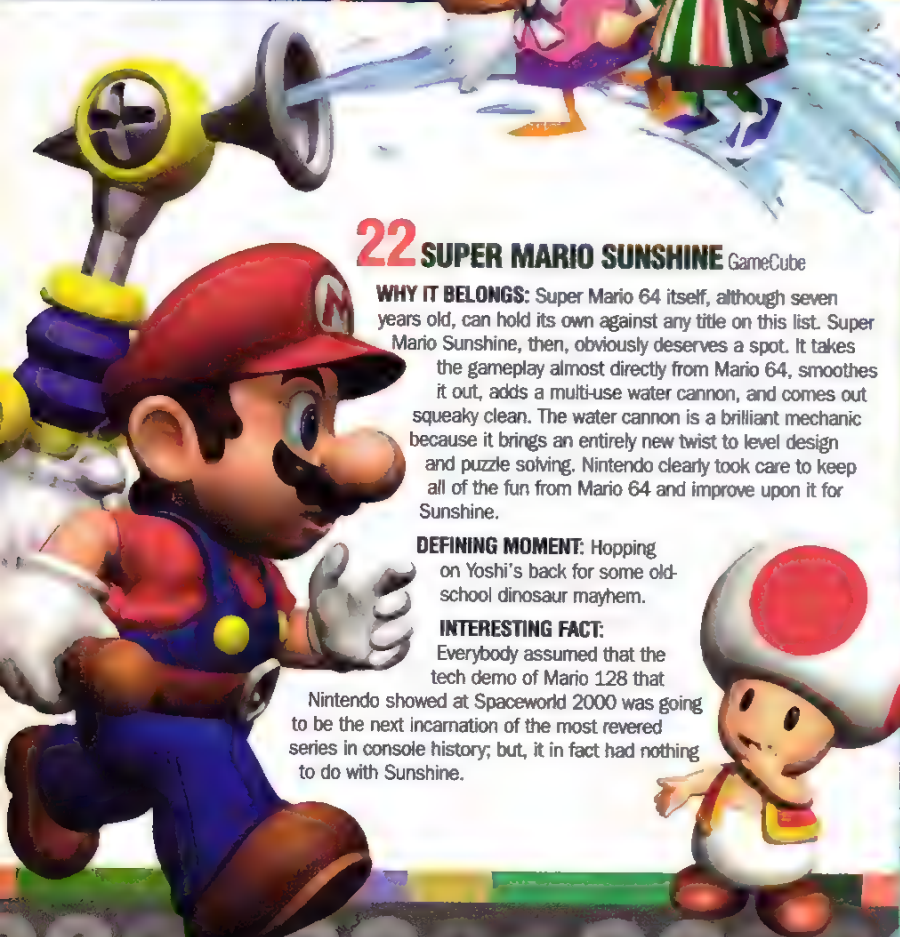 22 SUPER MARIO SUNSHINE GameCube
WHY IT BELONGS: Super Mario 64 itself, although seven
years old, can hold its own against any title on this list. Super
Mario Sunshine, then, obviously deserves a spot. It takes
the gameplay almost directly from Mario 64, smoothes
it out, adds a multi-use water cannon, and comes out
squeaky clean. The water cannon is a brilliant mechanic
because it brings an entirely new twist to level design
and puzzle solving. Nintendo clearly took care to keep
all of the fun from Mario 64 and improve upon it for
Sunshine.
DEFINING MOMENT: Hopping
on Yoshi's back for some old-
school dinosaur mayhem.
INTERESTING FACT:
Everybody assumed that the
tech demo of Mario 128 that
Nintendo showed at Spaceworld 2000 was going
to be the next incarnation of the most revered
series in console history; but, it in fact had nothing
to do with Sunshine.
M